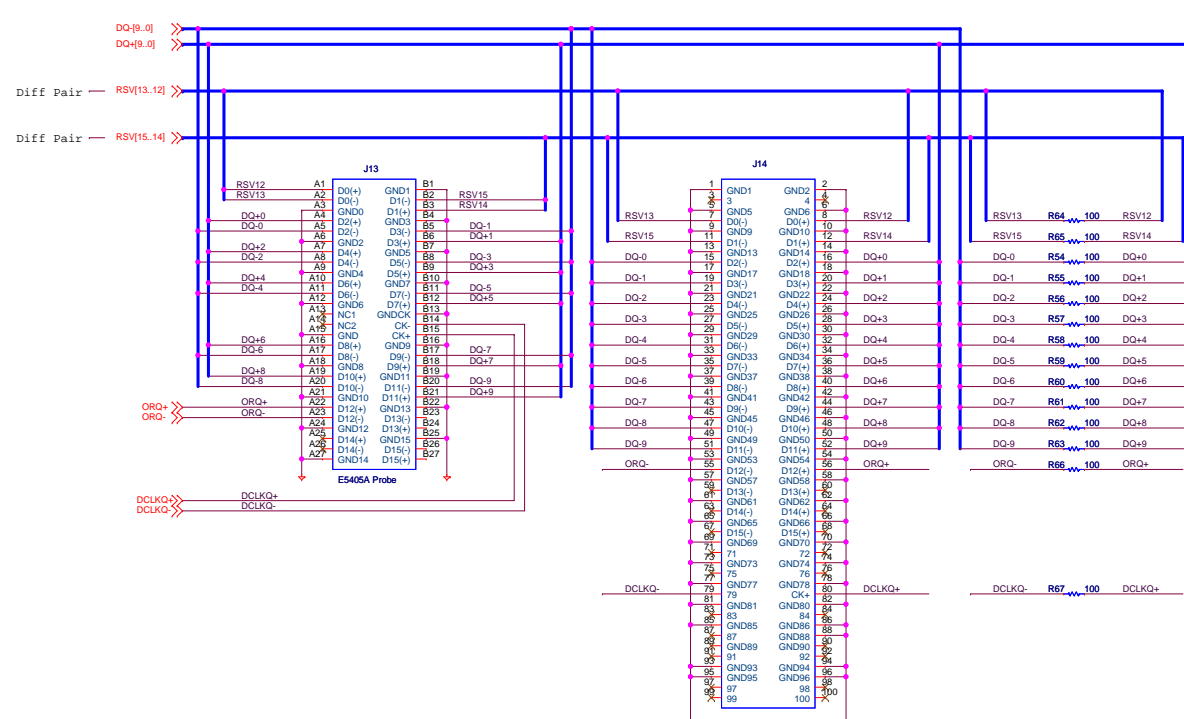 DQ-[9..0]
DQ+[9..0]
Diff Pair RSV[13..12]
Diff Pair RSV[15..14]
J13
RSV12 A1 D0(+) GND1 B1
RSV13 A2 D0(-) D1(-) B2 RSV15
A3 GND0 D1(+) B3 RSV14
DQ+0 A4 D2(+) GND3 B4
DQ-0 A5 D2(-) D3(-) B5 DQ-1
A6 GND2 D3(+) B6 DQ+1
DQ+2 A7 D4(+) GND5 B7
DQ-2 A8 D4(-) D5(-) B8 DQ-3
A9 GND4 D5(+) B9 DQ+3
DQ+4 A10 D6(+) GND7 B10
DQ-4 A11 D6(-) D7(-) B11 DQ-5
A12 GND6 D7(+) B12 DQ+5
A13 NC1 GNDCK B13
A14 NC2 CK- B14
A15 GND CK+ B15
DQ+6 A16 D8(+) GND9 B16
DQ-6 A17 D8(-) D9(-) B17 DQ-7
A18 GND8 D9(+) B18 DQ+7
DQ+8 A19 D10(+) GND11 B19
DQ-8 A20 D10(-) D11(-) B20 DQ-9
A21 GND10 D11(+) B21 DQ+9
ORQ+ ORQ+ A22 D12(+) GND13 B22
ORQ- ORQ- A23 D12(-) D13(-) B23
A24 GND12 D13(+) B24
A25 D14(+) GND15 B25
A26 D14(-) D15(-) B26
A27 GND14 D15(+) B27
E5405A Probe
DCLKQ+ DCLKQ+
DCLKQ- DCLKQ-
J14
1 GND1 GND2 2
3 3 4 4
5 GND5 GND6 6
RSV13 7 D0(-) D0(+) 8 RSV12
9 GND9 GND10 10
RSV15 11 D1(-) D1(+) 12 RSV14
13 GND13 GND14 14
DQ-0 15 D2(-) D2(+) 16 DQ+0
17 GND17 GND18 18
DQ-1 19 D3(-) D3(+) 20 DQ+1
21 GND21 GND22 22
DQ-2 23 D4(-) D4(+) 24 DQ+2
25 GND25 GND26 26
DQ-3 27 D5(-) D5(+) 28 DQ+3
29 GND29 GND30 30
DQ-4 31 D6(-) D6(+) 32 DQ+4
33 GND33 GND34 34
DQ-5 35 D7(-) D7(+) 36 DQ+5
37 GND37 GND38 38
DQ-6 39 D8(-) D8(+) 40 DQ+6
41 GND41 GND42 42
DQ-7 43 D9(-) D9(+) 44 DQ+7
45 GND45 GND46 46
DQ-8 47 D10(-) D10(+) 48 DQ+8
49 GND49 GND50 50
DQ-9 51 D11(-) D11(+) 52 DQ+9
53 GND53 GND54 54
ORQ- 55 D12(-) D12(+) 56 ORQ+
57 GND57 GND58 58
59 D13(-) D13(+) 60
61 GND61 GND62 62
63 D14(-) D14(+) 64
65 GND65 GND66 66
67 D15(-) D15(+) 68
69 GND69 GND70 70
71 71 72 72
73 GND73 GND74 74
75 75 76 76
77 GND77 GND78 78
DCLKQ- 79 79 CK+ 80 DCLKQ+
81 GND81 GND80 82
83 83 84 84
85 GND85 GND86 86
87 87 GND88 88
89 GND89 GND90 90
91 91 92 92
93 GND93 GND94 94
95 GND95 GND96 96
97 97 98 98
99 99 100 100
RSV13 R64 100 RSV12
RSV15 R65 100 RSV14
DQ-0 R54 100 DQ+0
DQ-1 R55 100 DQ+1
DQ-2 R56 100 DQ+2
DQ-3 R57 100 DQ+3
DQ-4 R58 100 DQ+4
DQ-5 R59 100 DQ+5
DQ-6 R60 100 DQ+6
DQ-7 R61 100 DQ+7
DQ-8 R62 100 DQ+8
DQ-9 R63 100 DQ+9
ORQ- R66 100 ORQ+
DCLKQ- R67 100 DCLKQ+